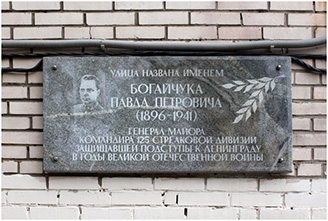 УЛИЦА НАЗВАНА ИМЕНЕМ
БОГАЙЧУКА
ПАВЛА ПЕТРОВИЧА
(1896-1941)
ГЕНЕРАЛ-МАЙОРА
КОМАНДИРА 125 СТРЕЛКОВОЙ ДИВИЗИИ
ЗАЩИЩАВШЕЙ ПОДСТУПЫ К ЛЕНИНГРАДУ
В ГОДЫ ВЕЛИКОЙ ОТЕЧЕСТВЕННОЙ ВОЙНЫ